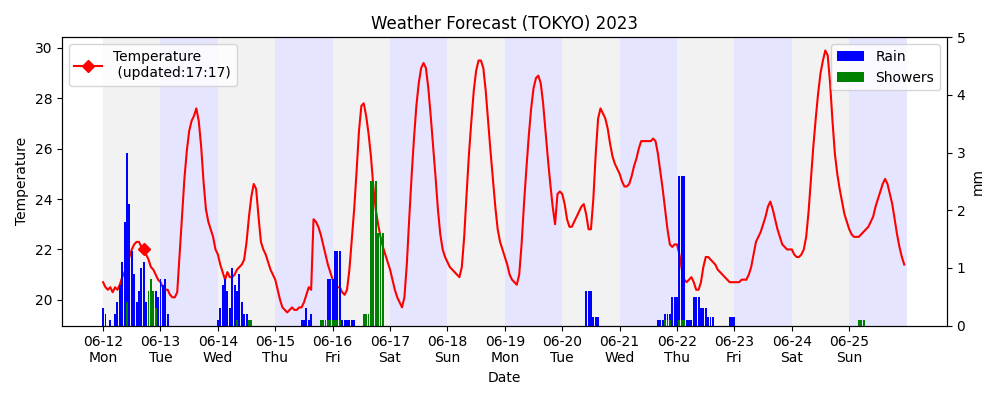 Weather Forecast (TOKYO) 2023
Temperature
(updated:17:17)
Rain
Showers
30
28
26
24
22
20
Temperature
5
4
3
2
1
0
mm
06-12 06-13 06-14 06-15 06-16 06-17 06-18 06-19 06-20 06-21 06-22 06-23 06-24 06-25
Mon Tue Wed Thu Fri Sat Sun Mon Tue Wed Thu Fri Sat Sun
Date